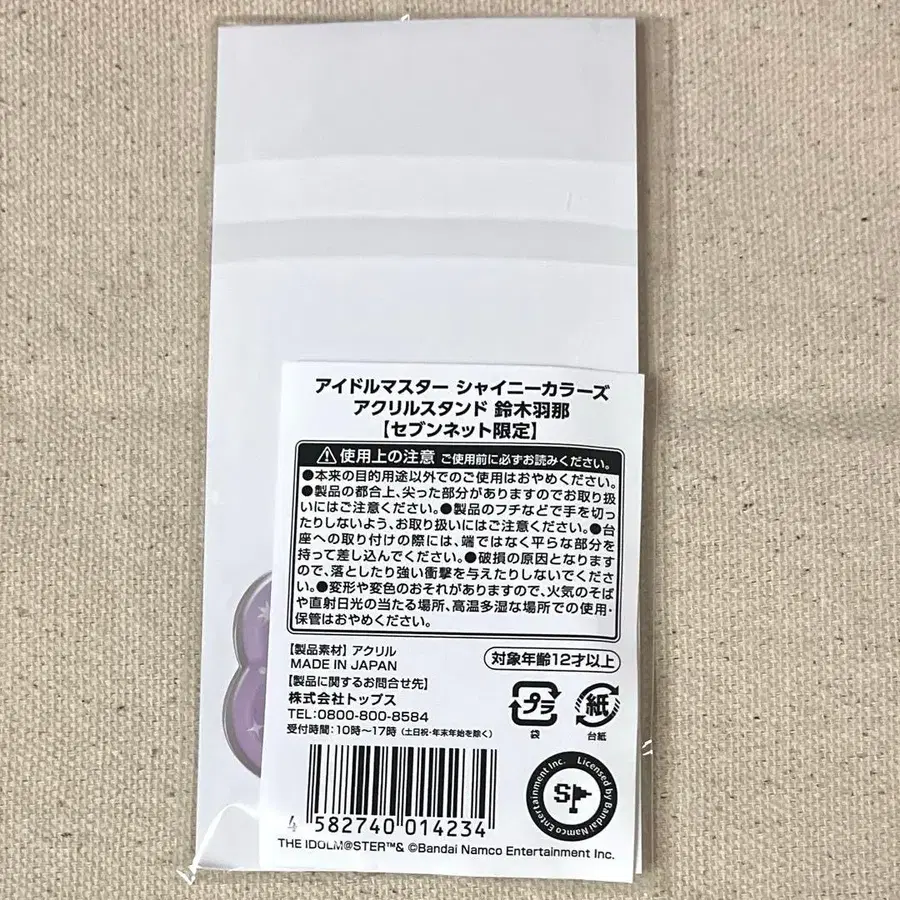 アイドルマスター シャイニーカラーズ
アクリルスタンド 鈴木羽那
【セブンネット限定】
⚠使用上の注意 ご使用前に必ずお読みください。
●本来の目的用途以外でのご使用はおやめください。
●製品の都合上、尖った部分がありますのでお取り扱
いにはご注意ください。●製品のフチなどで手を切っ
たりしないよう、お取り扱いにはご注意ください。●台
座への取り付けの際には、端ではなく平らな部分を
持って差し込んでください。●破損の原因となります
ので、落としたり強い衝撃を与えたりしないでくださ
い。●変形や変色のおそれがありますので、火気のそば
や直射日光の当たる場所、高温多湿な場所での使用・
保管はおやめください。
【製品素材】アクリル
MADE IN JAPAN
対象年齢12才以上
【製品に関するお問合せ先】
株式会社トップス
TEL:0800-800-8584
受付時間:10時〜17時(土日祝・年末年始を除く)
プラ
袋
紙
台紙
Licensed by Bandai Namco Entertainment Inc.
S
4 582740 014234
THE IDOLM@STER™& ©Bandai Namco Entertainment Inc.